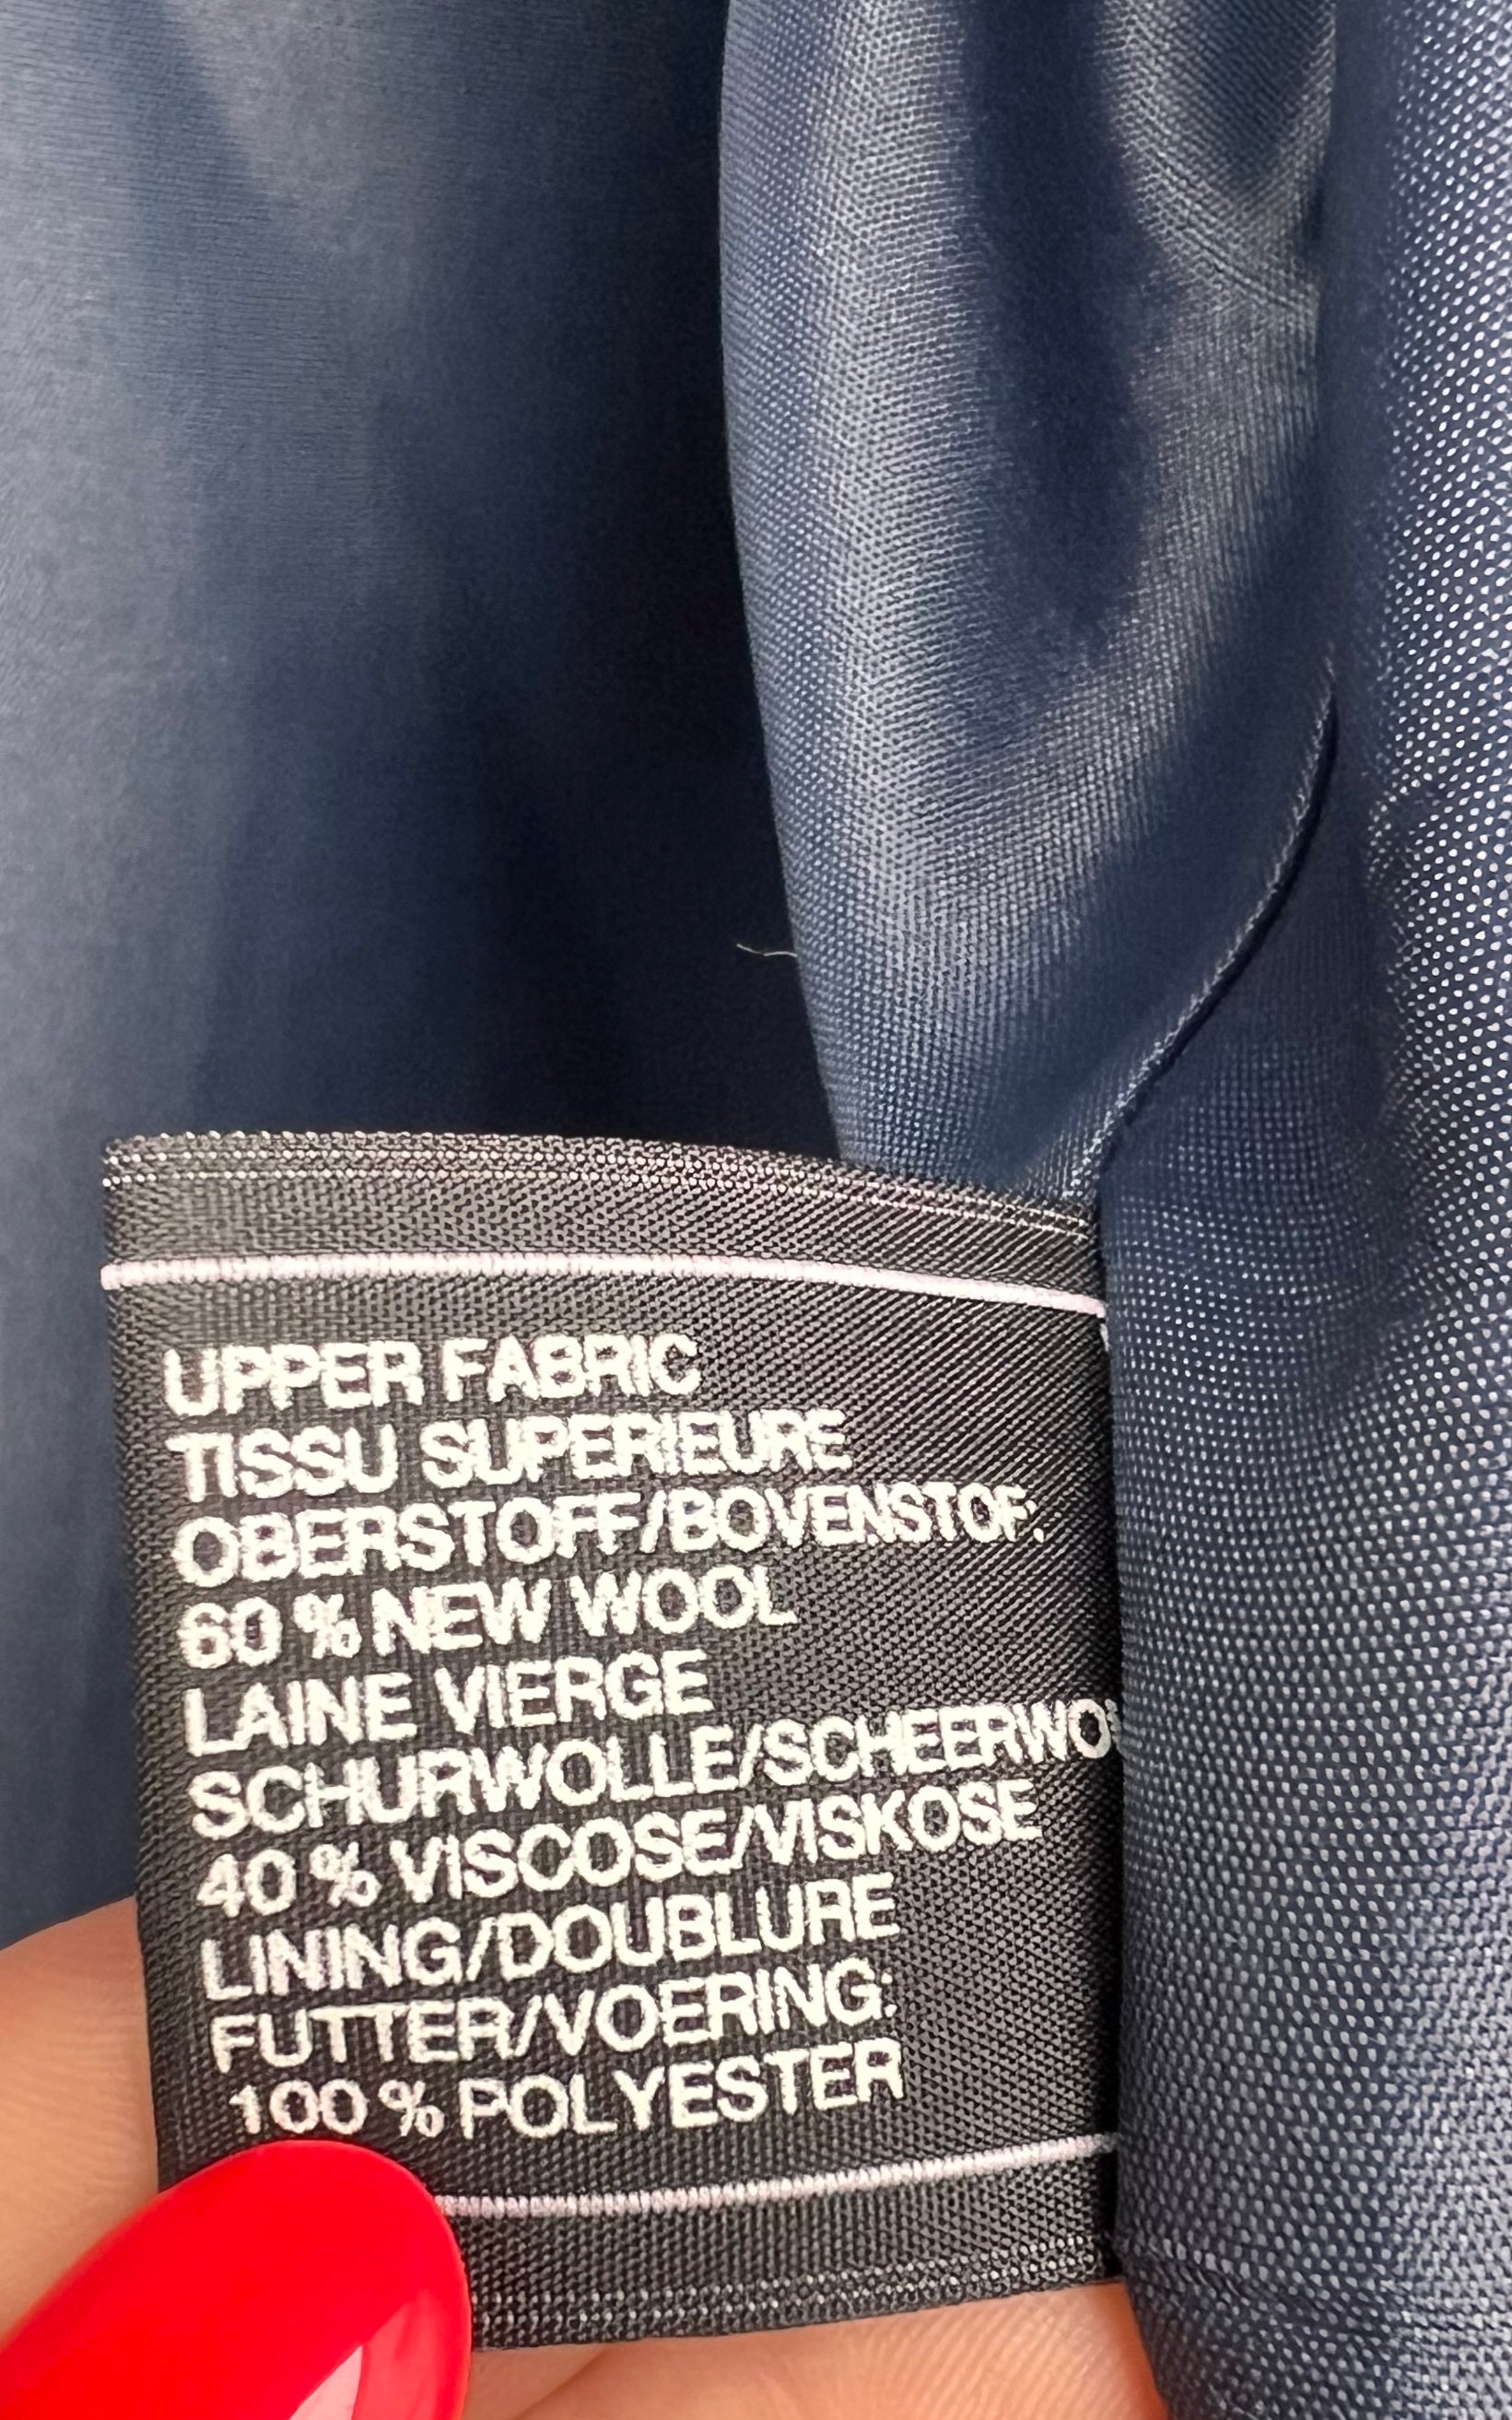 UPPER FABRIC
TISSU SUPERIEURE
OBERSTOFF/BOVENSTOF:
60 % NEW WOOL
LAINE VIERGE
SCHURWOLLE/SCHEERWO
40 % VISCOSE/VISKOSE
LINING/DOUBLURE
FUTTER/VOERING:
100 % POLYESTER